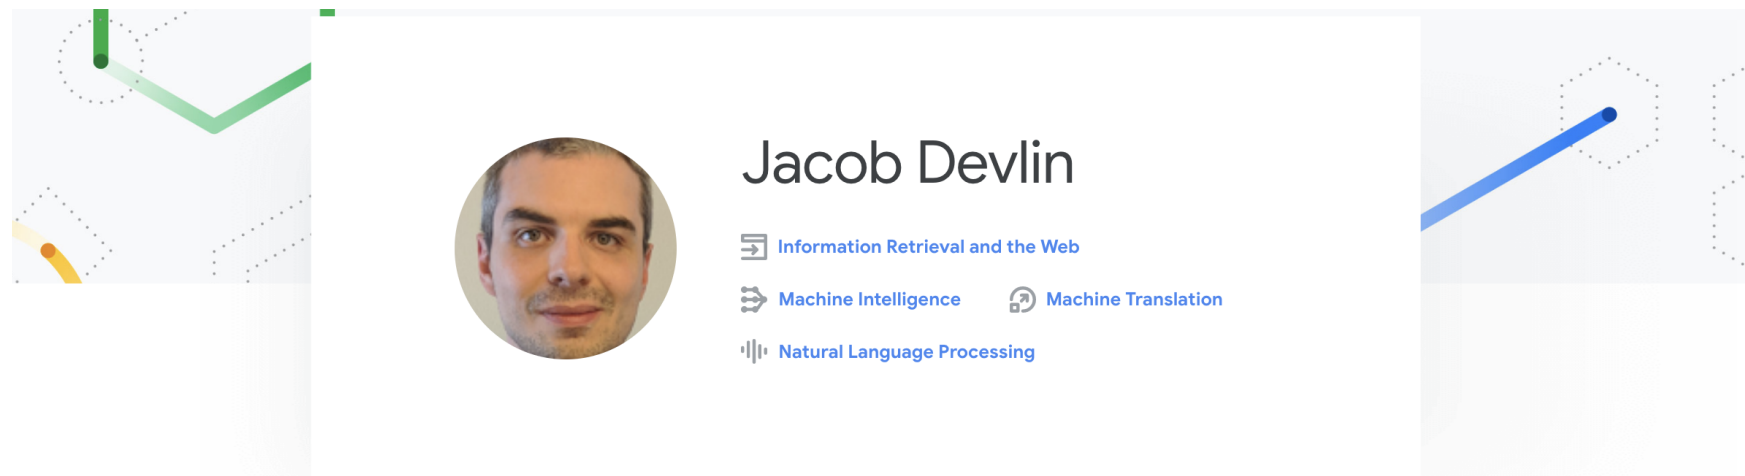 Jacob Devlin
Information Retrieval and the Web
Machine Intelligence Machine Translation
Natural Language Processing